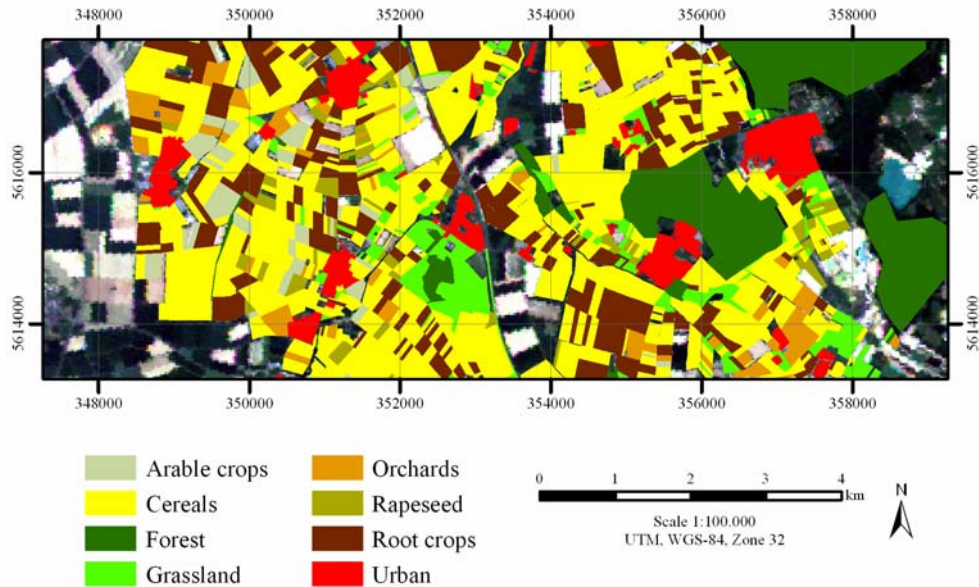 348000 350000 352000 354000 356000 358000
5616000 5616000
5614000 5614000
348000 350000 352000 354000 356000 358000
Arable crops
Cereals
Forest
Grassland
Orchards
Rapeseed
Root crops
Urban
0 1 2 3 4
km
Scale 1:100.000
UTM, WGS-84, Zone 32
N